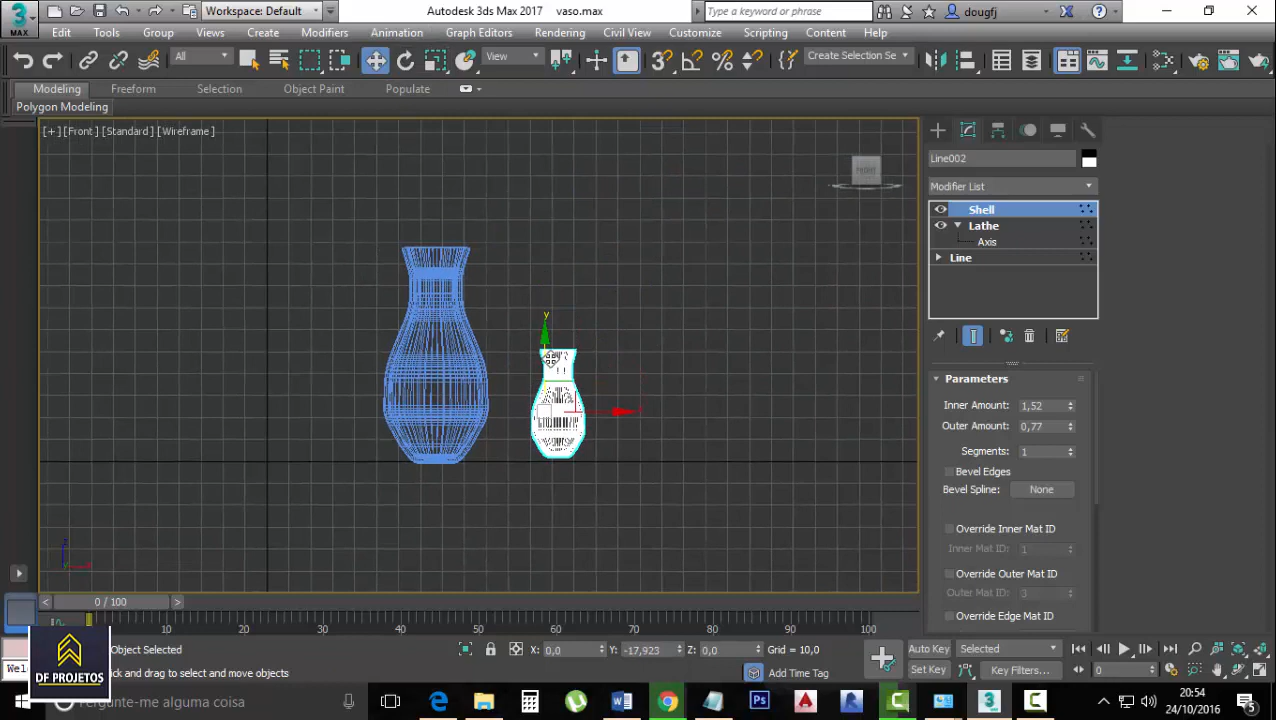 3
MAX
Workspace: Default
Autodesk 3ds Max 2017 vaso.max
Type a keyword or phrase
dougfj
Edit Tools Group Views Create Modifiers Animation Graph Editors Rendering Civil View Customize Scripting Content Help
All
View
Create Selection Se
Modeling Freeform Selection Object Paint Populate
Polygon Modeling
[+][Front][Standard][Wireframe]
Line002
Modifier List
Shell
Lathe
Axis
Line
y
Parameters
Inner Amount: 1,52
Outer Amount: 0,77
Segments: 1
Bevel Edges
Bevel Spline: None
Override Inner Mat ID
Inner Mat ID: 1
Override Outer Mat ID
Outer Mat ID: 3
Override Edge Mat ID
0 / 100
10 20 30 40 50 60 70 80 90 100
Object Selected
X: 0,0 Y: -17,923 Z: 0,0 Grid = 10,0
Auto Key Selected
Wel
ck and drag to select and move objects
Add Time Tag
Set Key Key Filters... 0
DF PROJETOS
Pergunte-me alguma coisa
20:54
24/10/2016
5